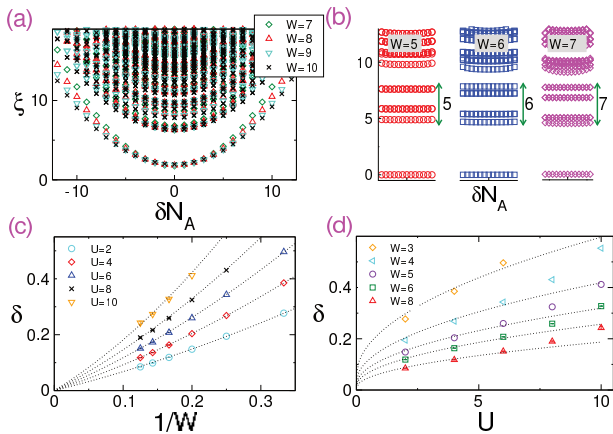 (a)
W=7
W=8
W=9
W=10
ξ
10
0
-10
0
10
δN_A
(b)
W=5
W=6
W=7
10
5
0
5
6
7
δN_A
(c)
U=2
U=4
U=6
U=8
U=10
δ
0.4
0.2
0
0
0.1
0.2
0.3
1/W
(d)
W=3
W=4
W=5
W=6
W=8
δ
0.4
0.2
0
0
5
10
U